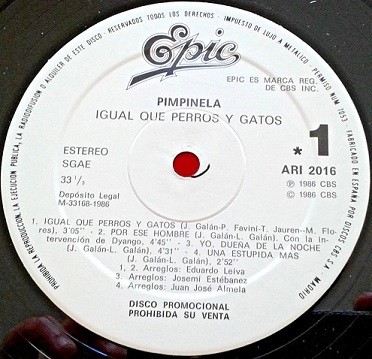 RESERVADOS TODOS LOS DERECHOS. - IMPUESTO DE LUJO A METALICO - PERMISO NUM 7053
FABRICADO EN ESPAÑA POR DISCOS CBS S.A. MADRID
PROHIBIDA LA REPRODUCCION, LA EJECUCION PUBLICA, LA RADIODIFUSION O ALQUILER DE ESTE DISCO.
Epic
EPIC ES MARCA REG.
DE CBS INC.
PIMPINELA
IGUAL QUE PERROS Y GATOS
ESTEREO
SGAE
33 1/3
Depósito Legal
M-33168-1986
* 1
ARI 2016
Ⓟ 1986 CBS
© 1986 CBS
1. IGUAL QUE PERROS Y GATOS (J. Galán-P. Favini-T. Jauren--M. Flo-
res), 3'05'' - 2. POR ESE HOMBRE (J. Galán-L. Galán). Con la in-
tervención de Dyango, 4'45'' - 3. YO, DUEÑA DE LA NOCHE
(J. Galán-L. Galán), 4'31'' - 4. UNA ESTUPIDA MAS
(J. Galán-L. Galán), 2'52''
1, 2. Arreglos: Eduardo Leiva
3. Arreglos: Josemi Estébanez
4. Arreglos: Juan José Almela
DISCO PROMOCIONAL
PROHIBIDA SU VENTA